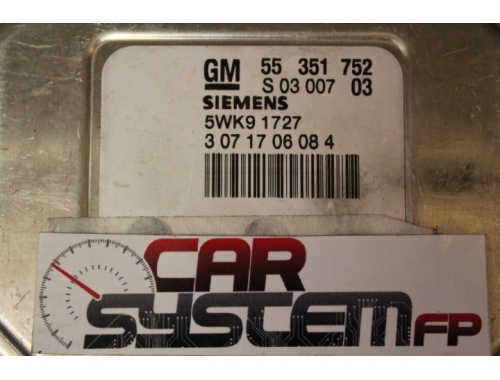 GM 55 351 752
S 03 007 03
SIEMENS
5WK9 1727
3 07 17 06 08 4
CAR
SYSTEM FP